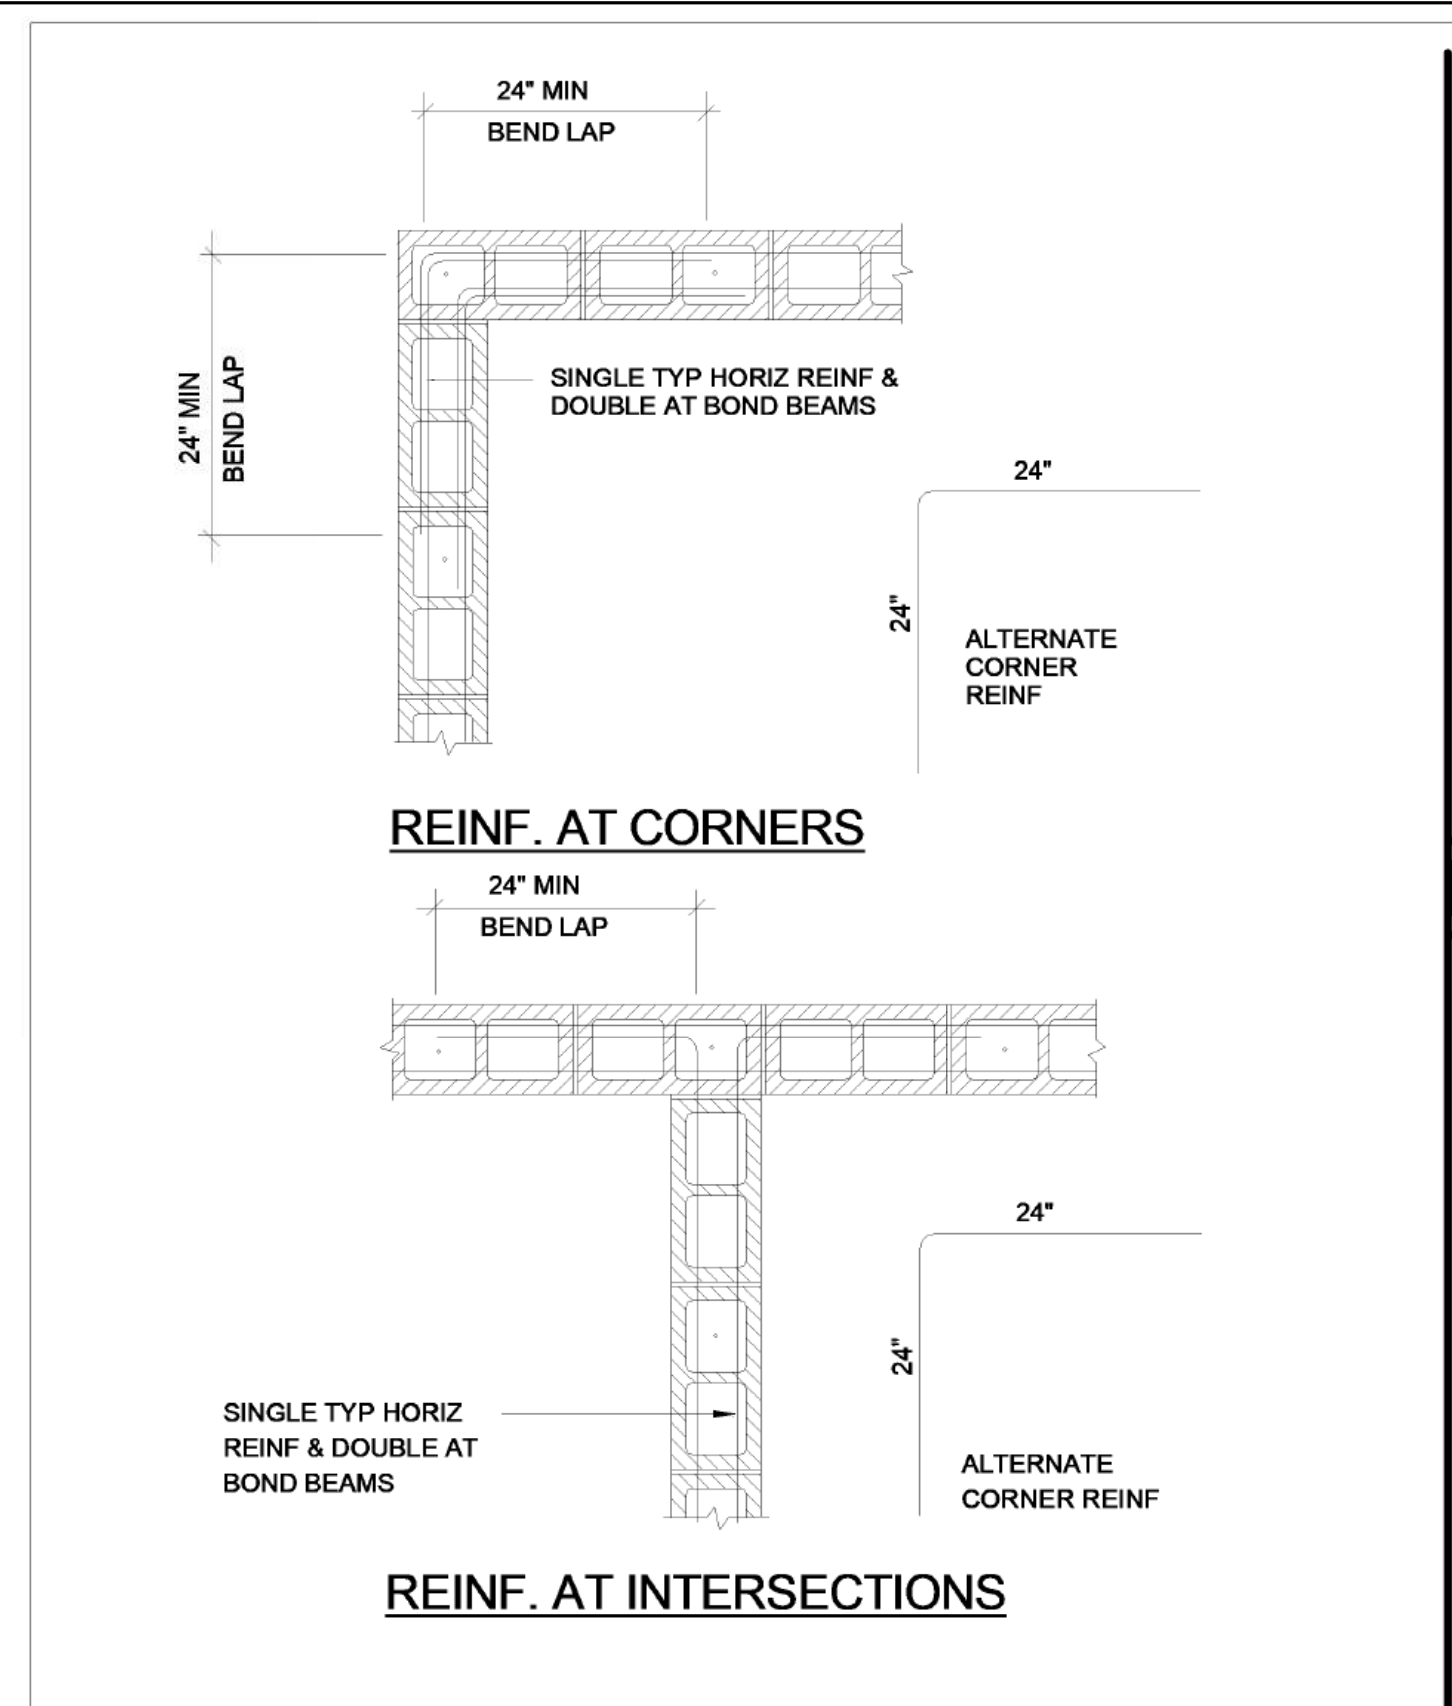 24" MIN
BEND LAP
24" MIN
BEND LAP
SINGLE TYP HORIZ REINF &
DOUBLE AT BOND BEAMS
24"
24"
ALTERNATE
CORNER
REINF
REINF. AT CORNERS
24" MIN
BEND LAP
24"
24"
SINGLE TYP HORIZ
REINF & DOUBLE AT
BOND BEAMS
ALTERNATE
CORNER REINF
REINF. AT INTERSECTIONS